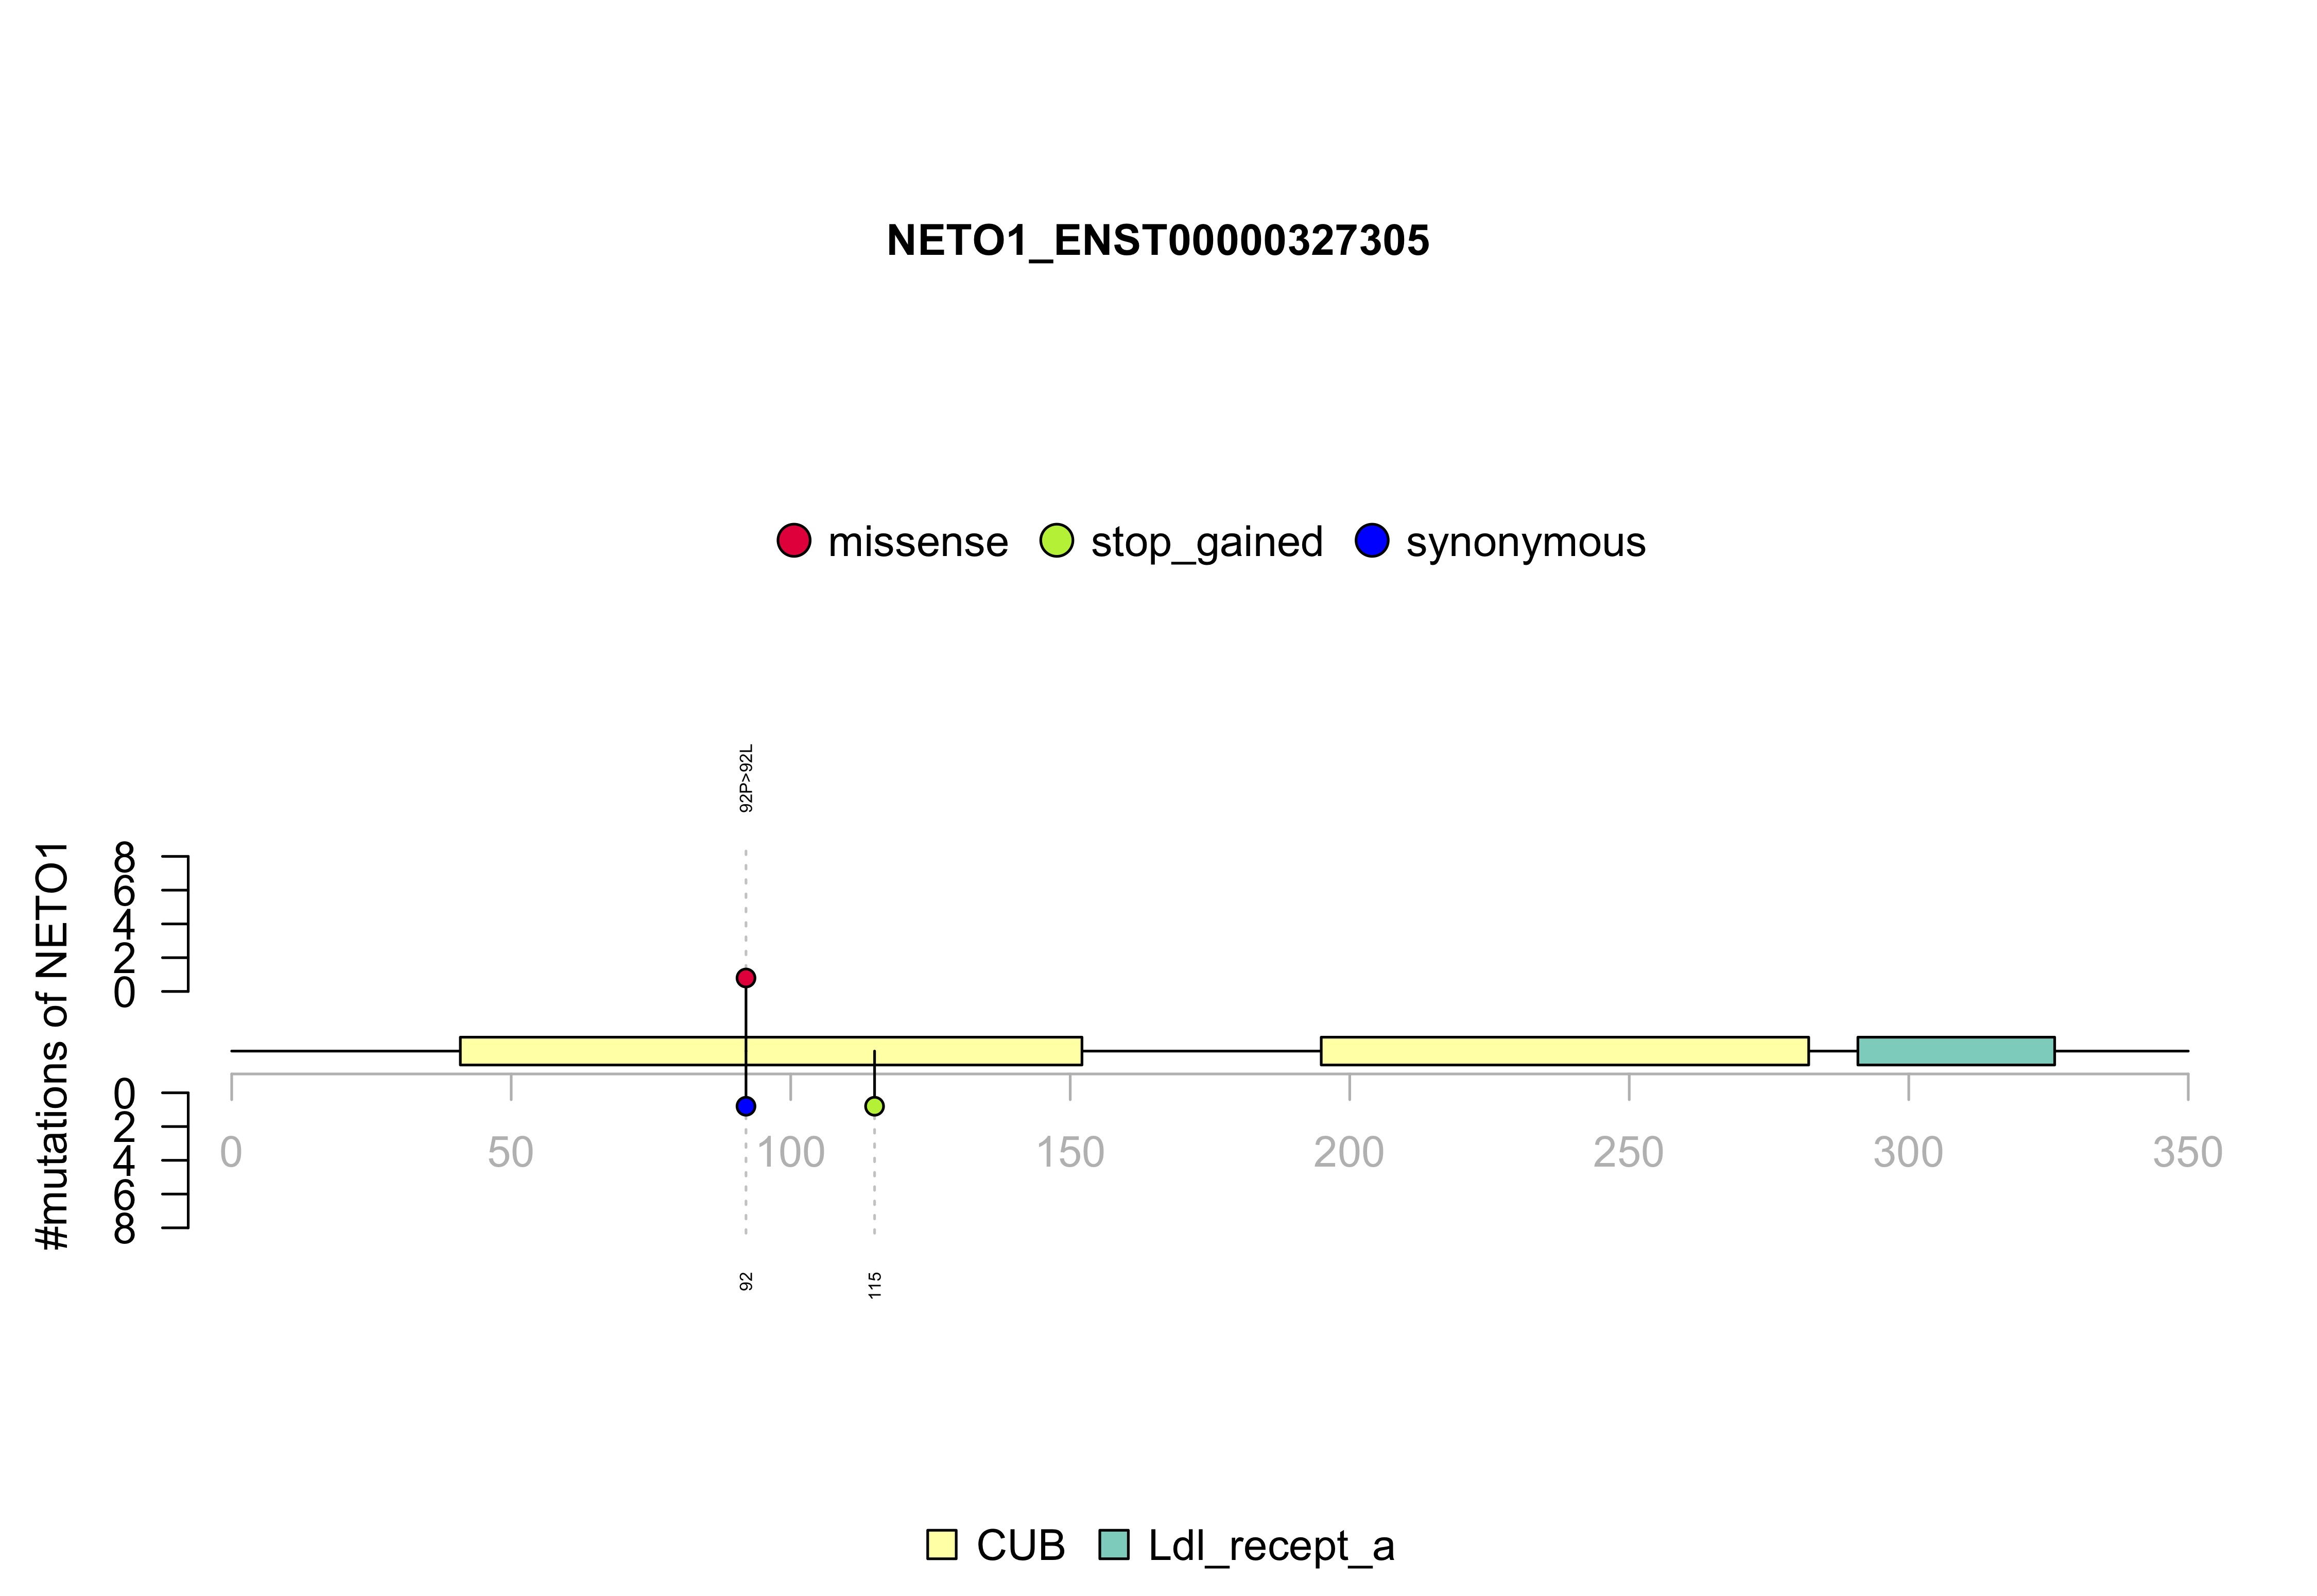 NETO1_ENST00000327305
missense stop_gained synonymous
92P>92L
#mutations of NETO1
8
6
4
2
0
0
2
4
6
8
0 50 100 150 200 250 300 350
92 115
CUB Ldl_recept_a